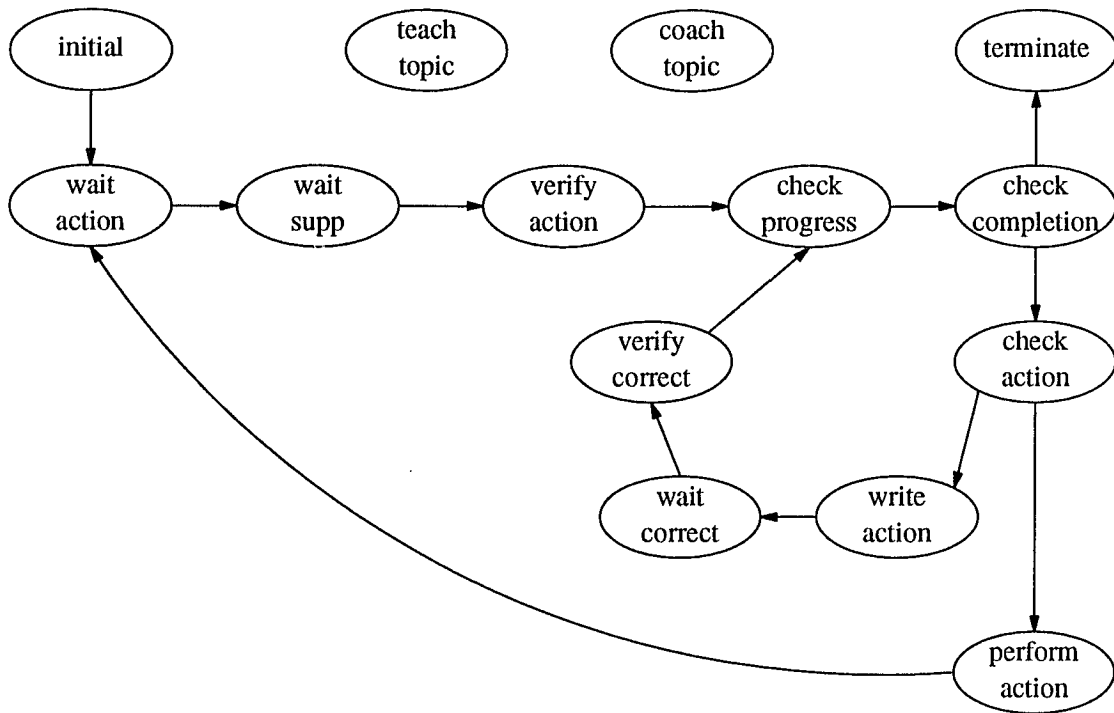 initial
teach
topic
coach
topic
terminate
wait
action
wait
supp
verify
action
check
progress
check
completion
verify
correct
check
action
wait
correct
write
action
perform
action